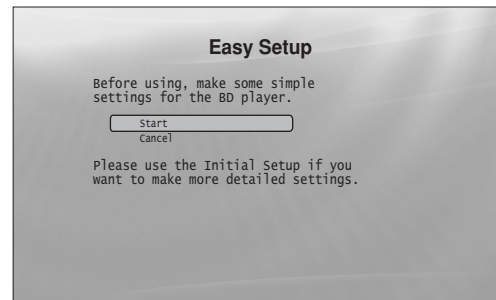 Easy Setup
Before using, make some simple
settings for the BD player.
Start
Cancel
Please use the Initial Setup if you
want to make more detailed settings.